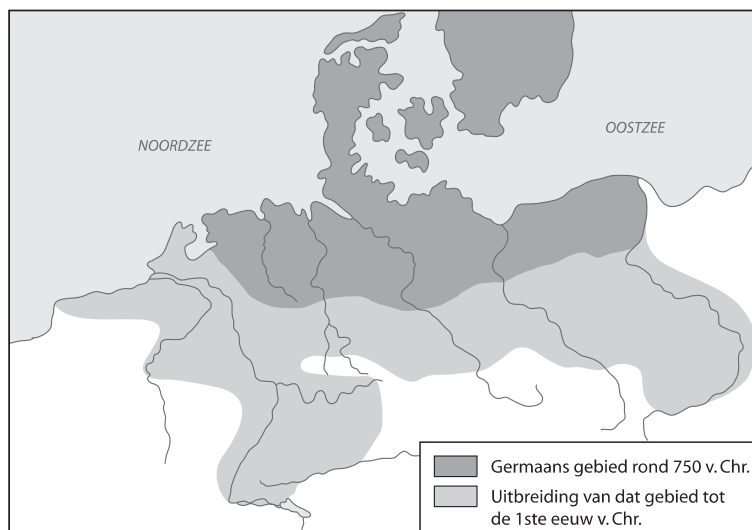 NOORDZEE
OOSTZEE
Germaans gebied rond 750 v. Chr.
Uitbreiding van dat gebied tot
de 1ste eeuw v. Chr.